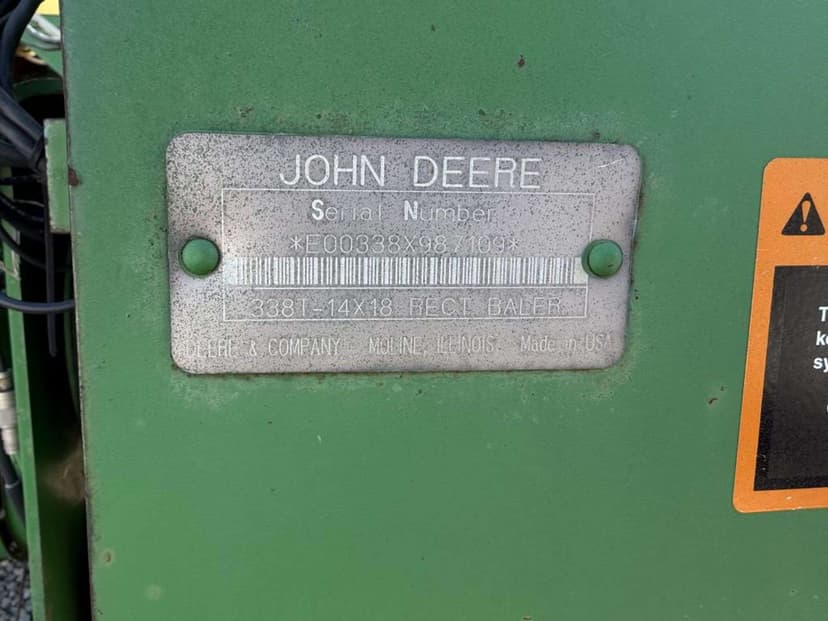 JOHN DEERE
Serial Number
*E00338X987109*
338T-14X18 RECT BALER
DEERE & COMPANY MOLINE, ILLINOIS. Made in USA